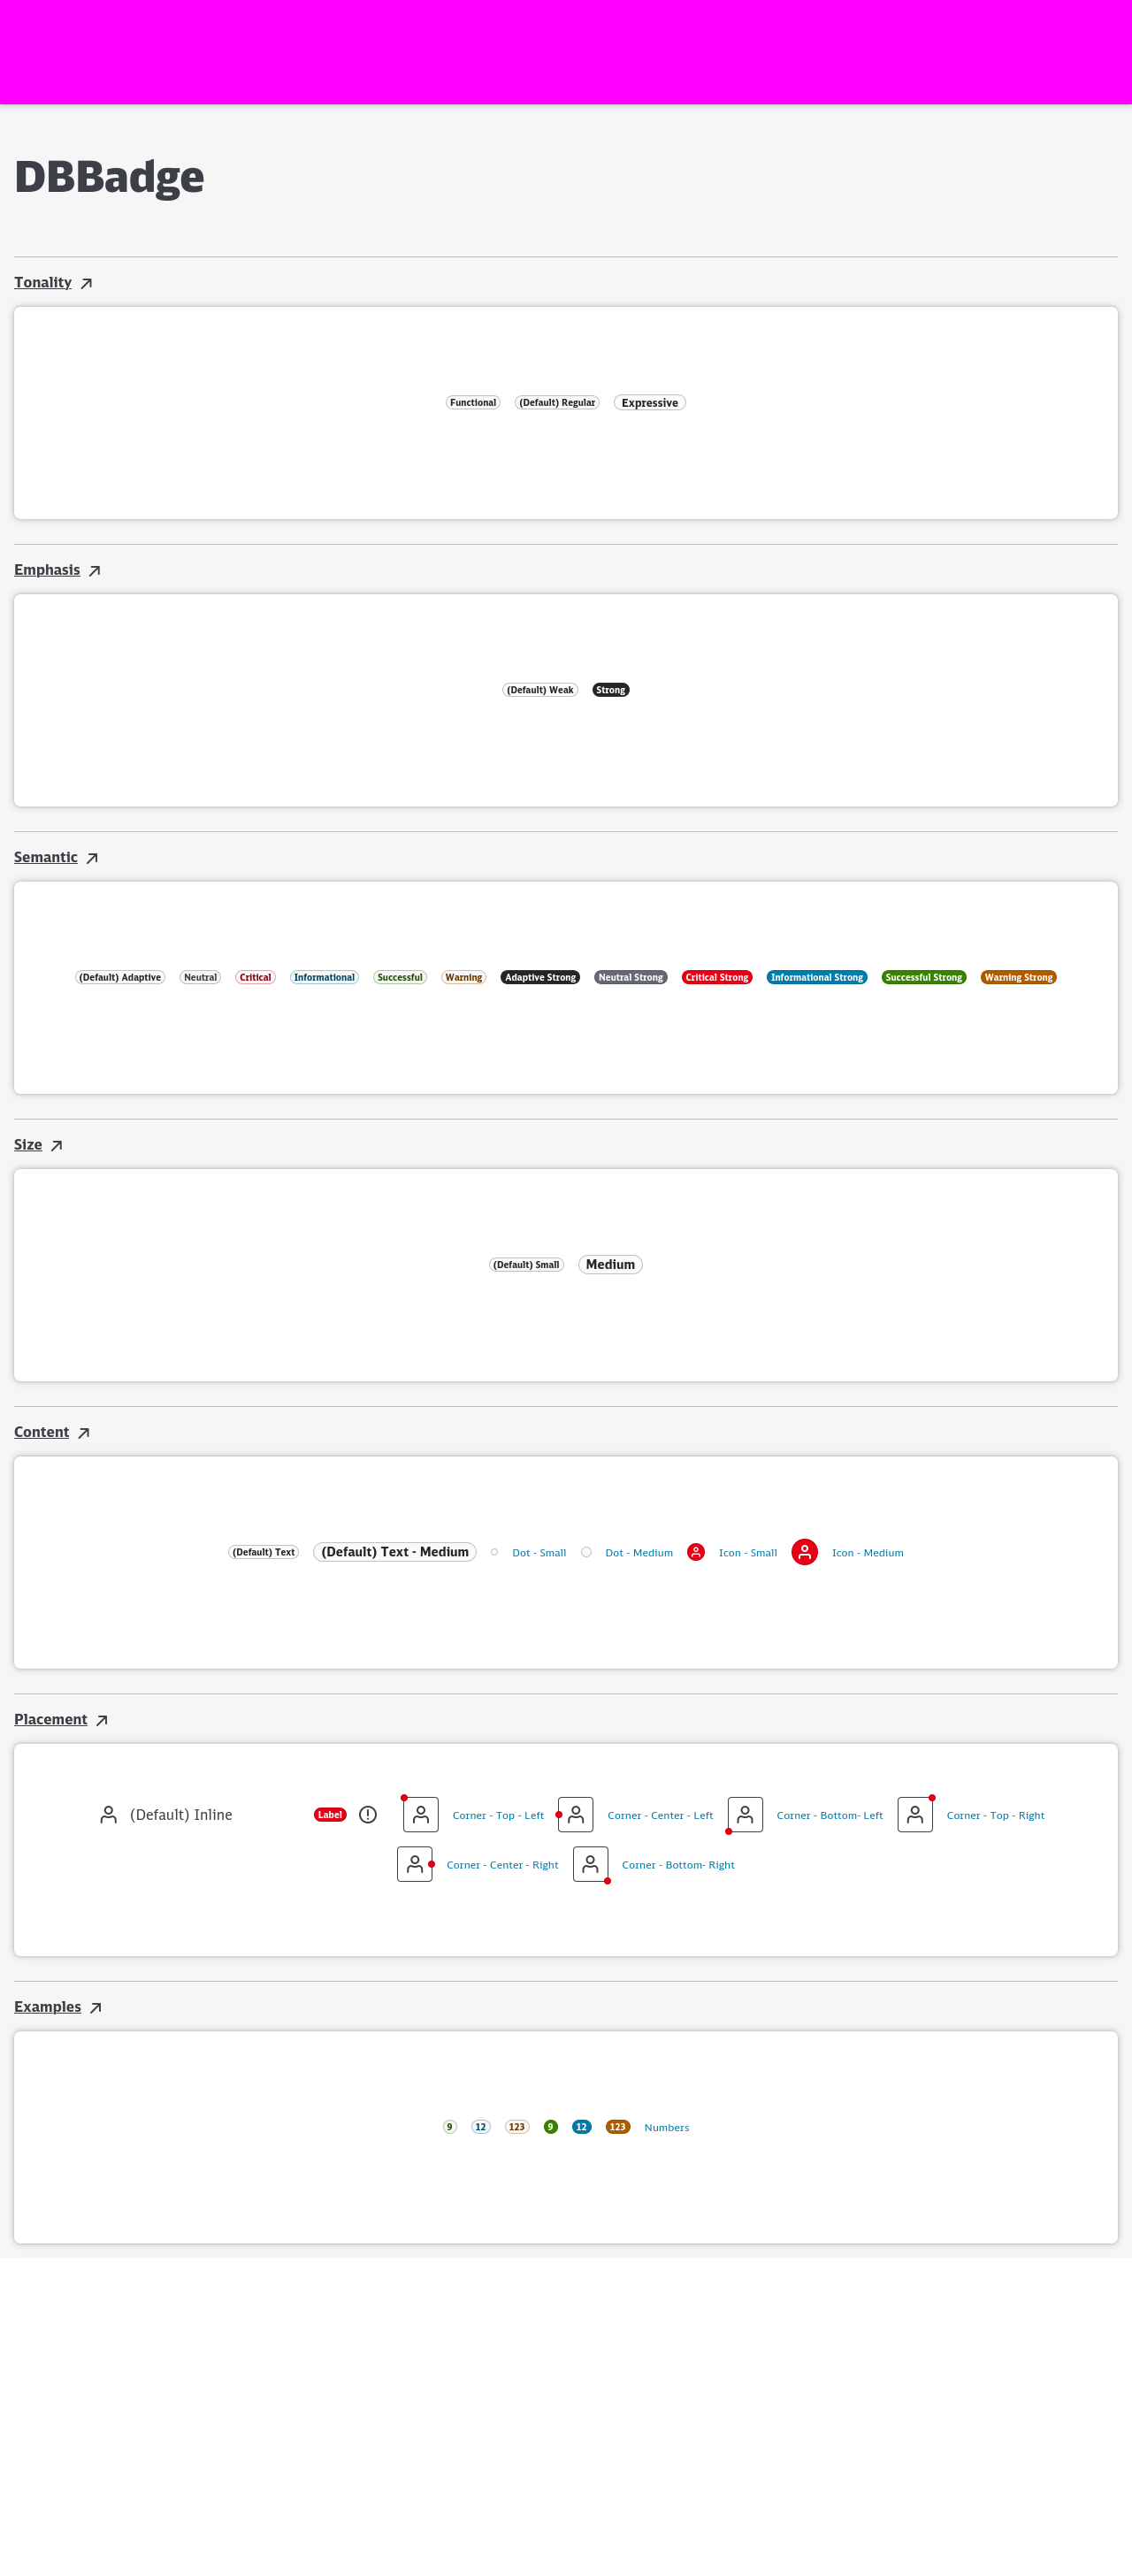 DBBadge
Tonality
Functional (Default) Regular Expressive
Emphasis
(Default) Weak Strong
Semantic
(Default) Adaptive Neutral Critical Informational Successful Warning Adaptive Strong Neutral Strong Critical Strong Informational Strong Successful Strong Warning Strong
Size
(Default) Small Medium
Content
(Default) Text (Default) Text - Medium Dot - Small Dot - Medium Icon - Small Icon - Medium
Placement
(Default) Inline Label Corner - Top - Left Corner - Center - Left Corner - Bottom- Left Corner - Top - Right
Corner - Center - Right Corner - Bottom- Right
Examples
9 12 123 9 12 123 Numbers